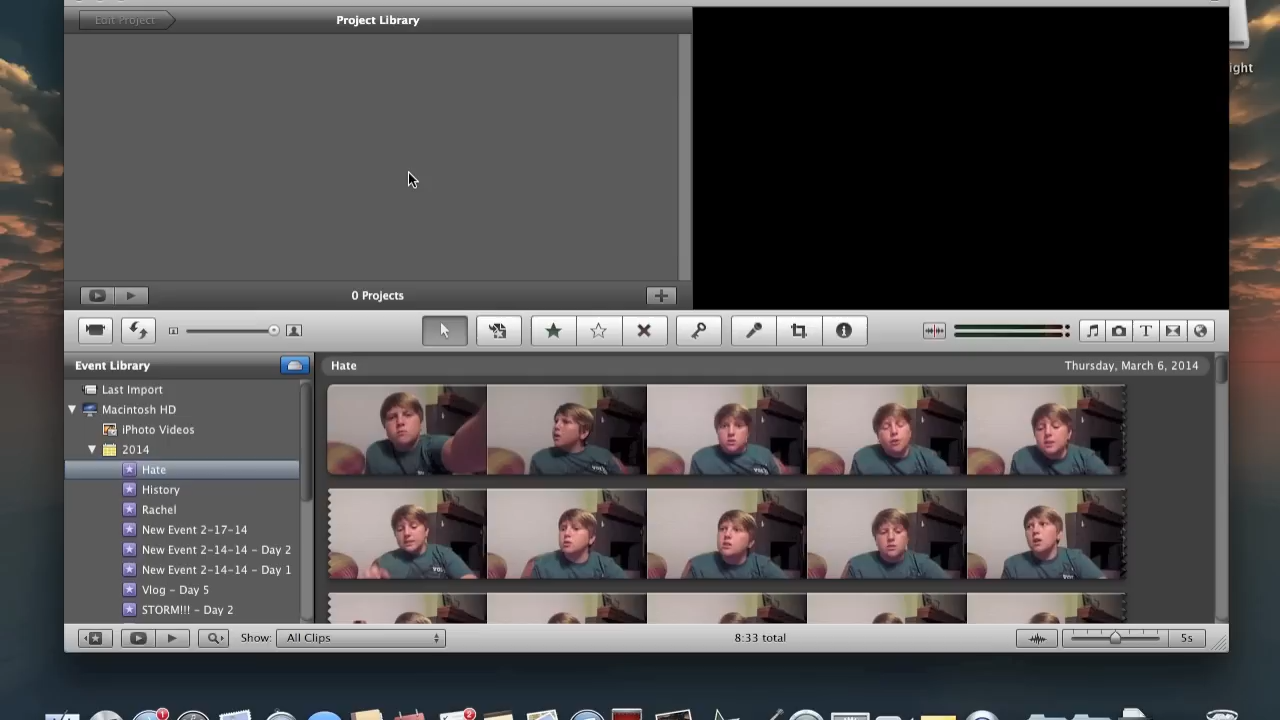 Edit Project
Project Library
ight
0 Projects
Event Library
Hate
Thursday, March 6, 2014
Last Import
Macintosh HD
iPhoto Videos
2014
Hate
History
Rachel
New Event 2-17-14
New Event 2-14-14 - Day 2
New Event 2-14-14 - Day 1
Vlog - Day 5
STORM!!! - Day 2
Show:
All Clips
8:33 total
5s
1
2